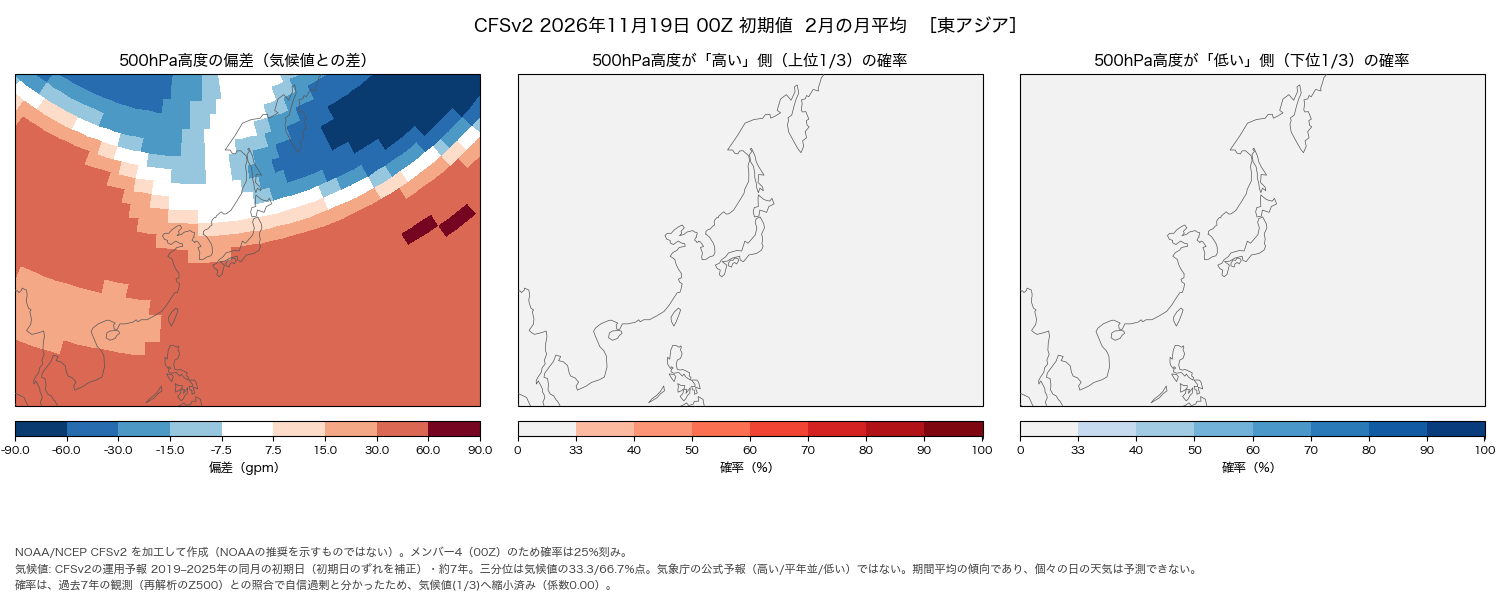 CFSv2 2026年11月19日 00Z 初期値 2月の月平均 ［東アジア］
500hPa高度の偏差（気候値との差）
500hPa高度が「高い」側（上位1/3）の確率
500hPa高度が「低い」側（下位1/3）の確率
-90.0 -60.0 -30.0 -15.0 -7.5 7.5 15.0 30.0 60.0 90.0
偏差（gpm）
0 33 40 50 60 70 80 90 100
確率（%）
0 33 40 50 60 70 80 90 100
確率（%）
NOAA/NCEP CFSv2 を加工して作成（NOAAの推奨を示すものではない）。メンバー4（00Z）のため確率は25%刻み。
気候値: CFSv2の運用予報 2019–2025年の同月の初期日（初期日のずれを補正）・約7年。三分位は気候値の33.3/66.7%点。気象庁の公式予報（高い/平年並/低い）ではない。期間平均の傾向であり、個々の日の天気は予測できない。
確率は、過去7年の観測（再解析のZ500）との照合で自信過剰と分かったため、気候値(1/3)へ縮小済み（係数0.00）。